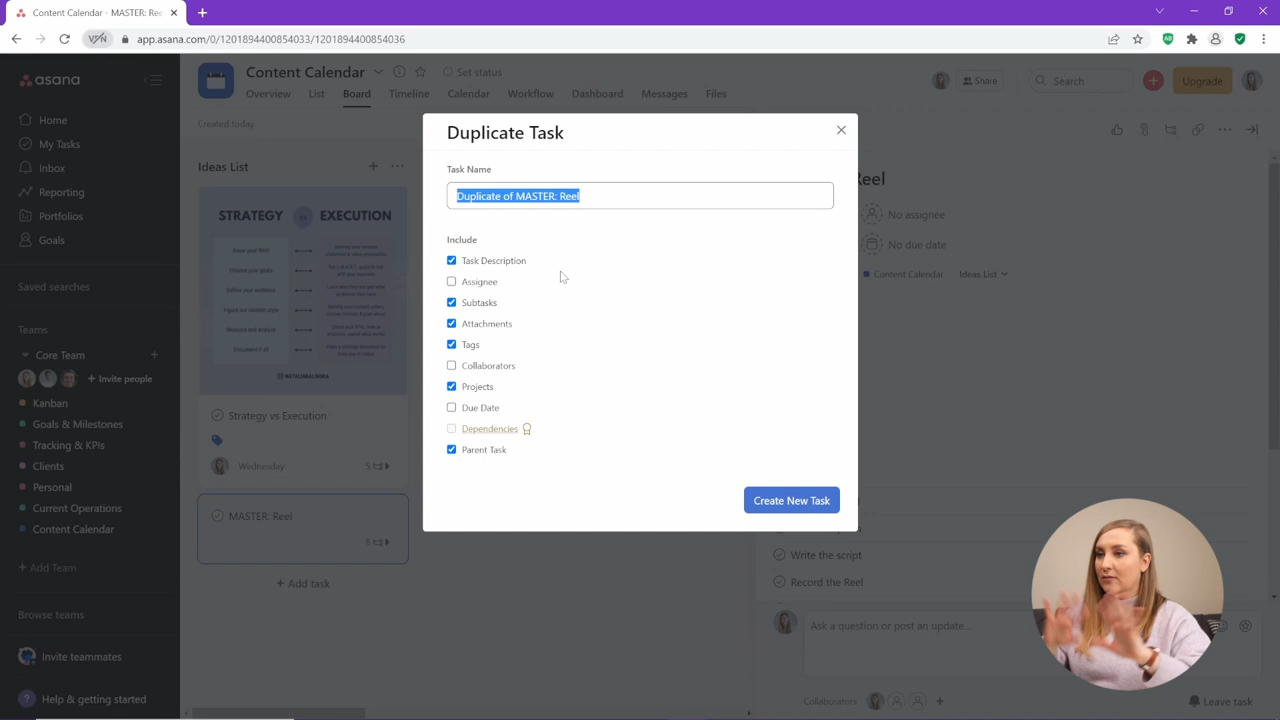 Content Calendar - MASTER: Ree
app.asana.com/0/1201894400854033/1201894400854036
asana
Home
My Tasks
Inbox
Reporting
Portfolios
Goals
Saved searches
Teams
Core Team
Invite people
Kanban
Goals & Milestones
Tracking & KPIs
Clients
Personal
Current Operations
Content Calendar
+ Add Team
Browse teams
Invite teammates
Help & getting started
Content Calendar
Set status
Overview
List
Board
Timeline
Calendar
Workflow
Dashboard
Messages
Files
Share
Search
Upgrade
Created today
Ideas List
STRATEGY VS EXECUTION
Strategy vs Execution
Wednesday
5
MASTER: Reel
6
+ Add task
Duplicate Task
Task Name
Duplicate of MASTER: Reel
Include
Task Description
Assignee
Subtasks
Attachments
Tags
Collaborators
Projects
Due Date
Dependencies
Parent Task
Create New Task
Reel
No assignee
No due date
Content Calendar
Ideas List
Write the script
Record the Reel
Ask a question or post an update...
Collaborators
Leave task